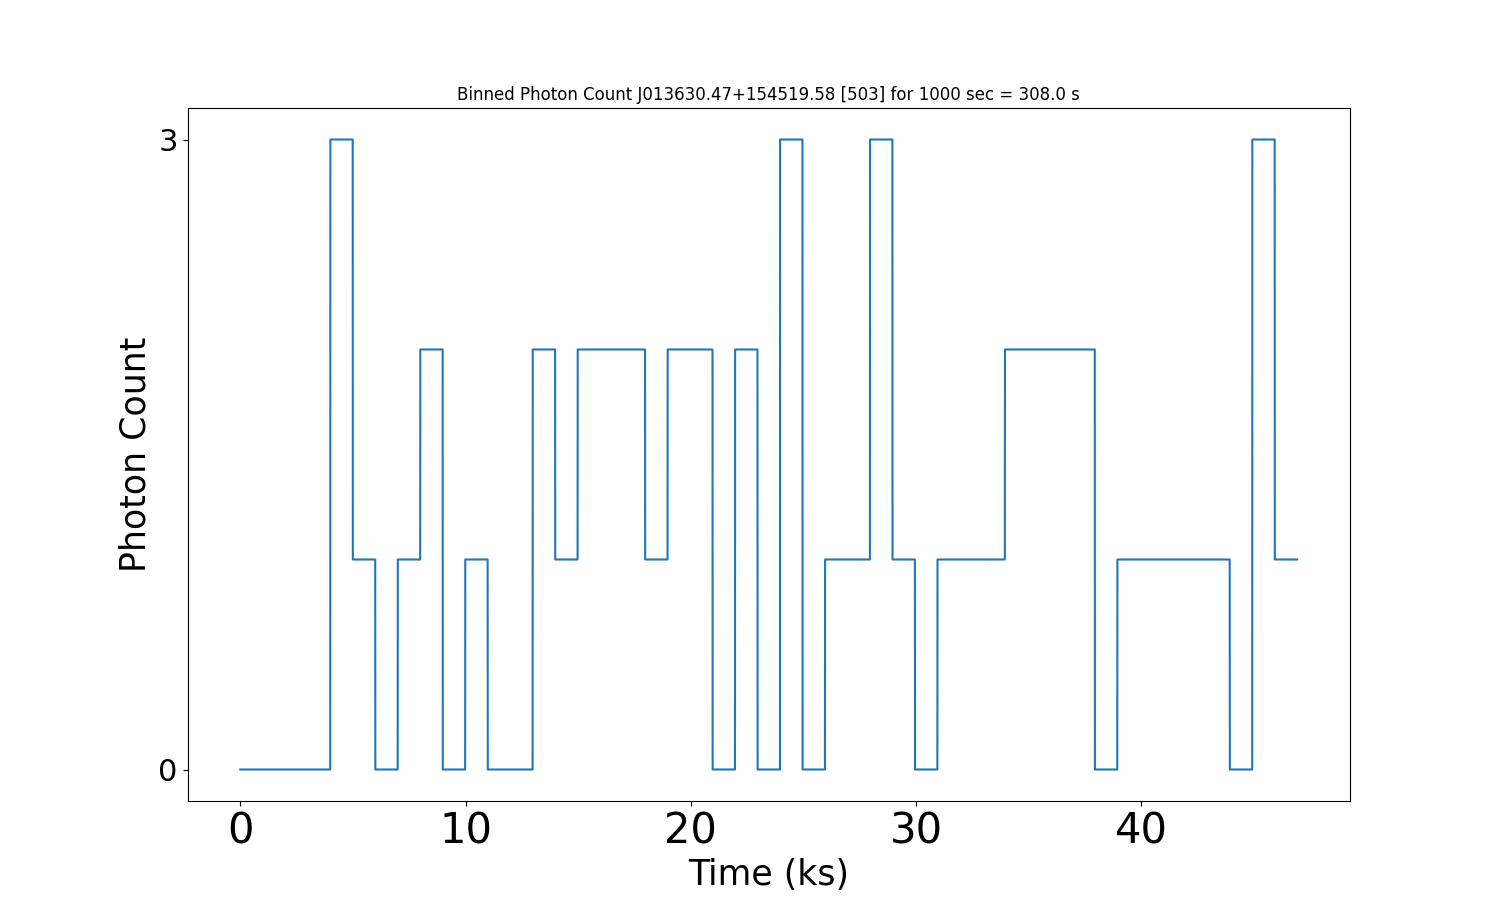 Binned Photon Count J013630.47+154519.58 [503] for 1000 sec = 308.0 s
3
Photon Count
0
0 10 20 30 40
Time (ks)